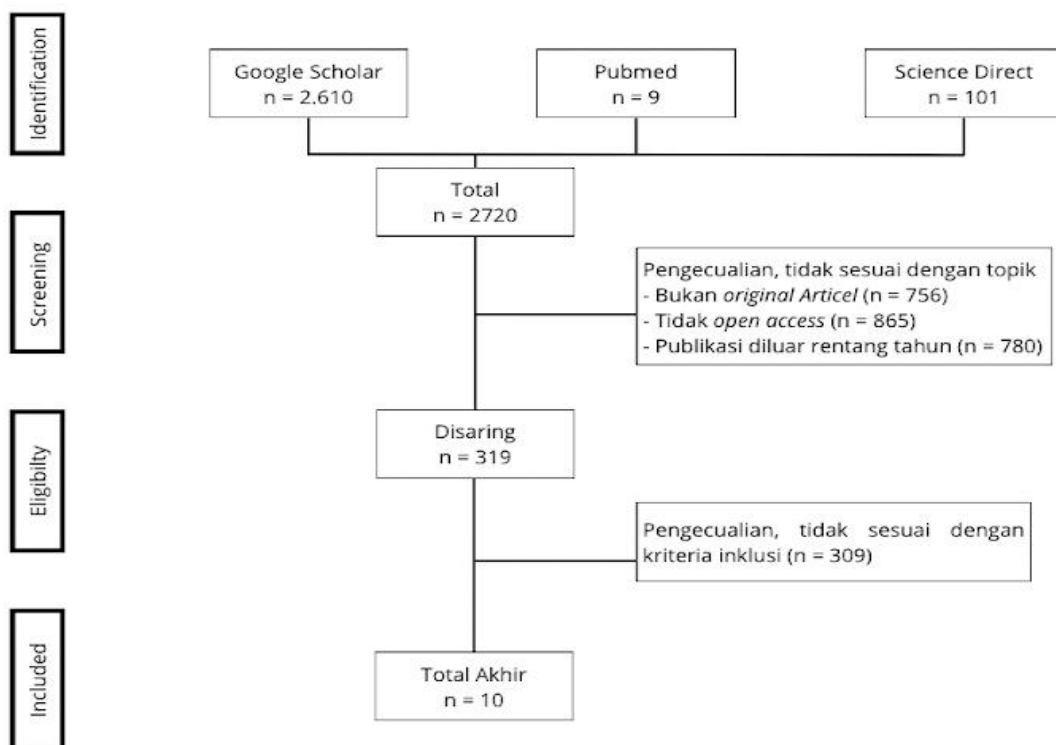 Identification
Google Scholar
n = 2.610
Pubmed
n = 9
Science Direct
n = 101
Total
n = 2720
Screening
Pengecualian, tidak sesuai dengan topik
- Bukan original Articel (n = 756)
- Tidak open access (n = 865)
- Publikasi diluar rentang tahun (n = 780)
Eligibilty
Disaring
n = 319
Pengecualian, tidak sesuai dengan
kriteria inklusi (n = 309)
Included
Total Akhir
n = 10